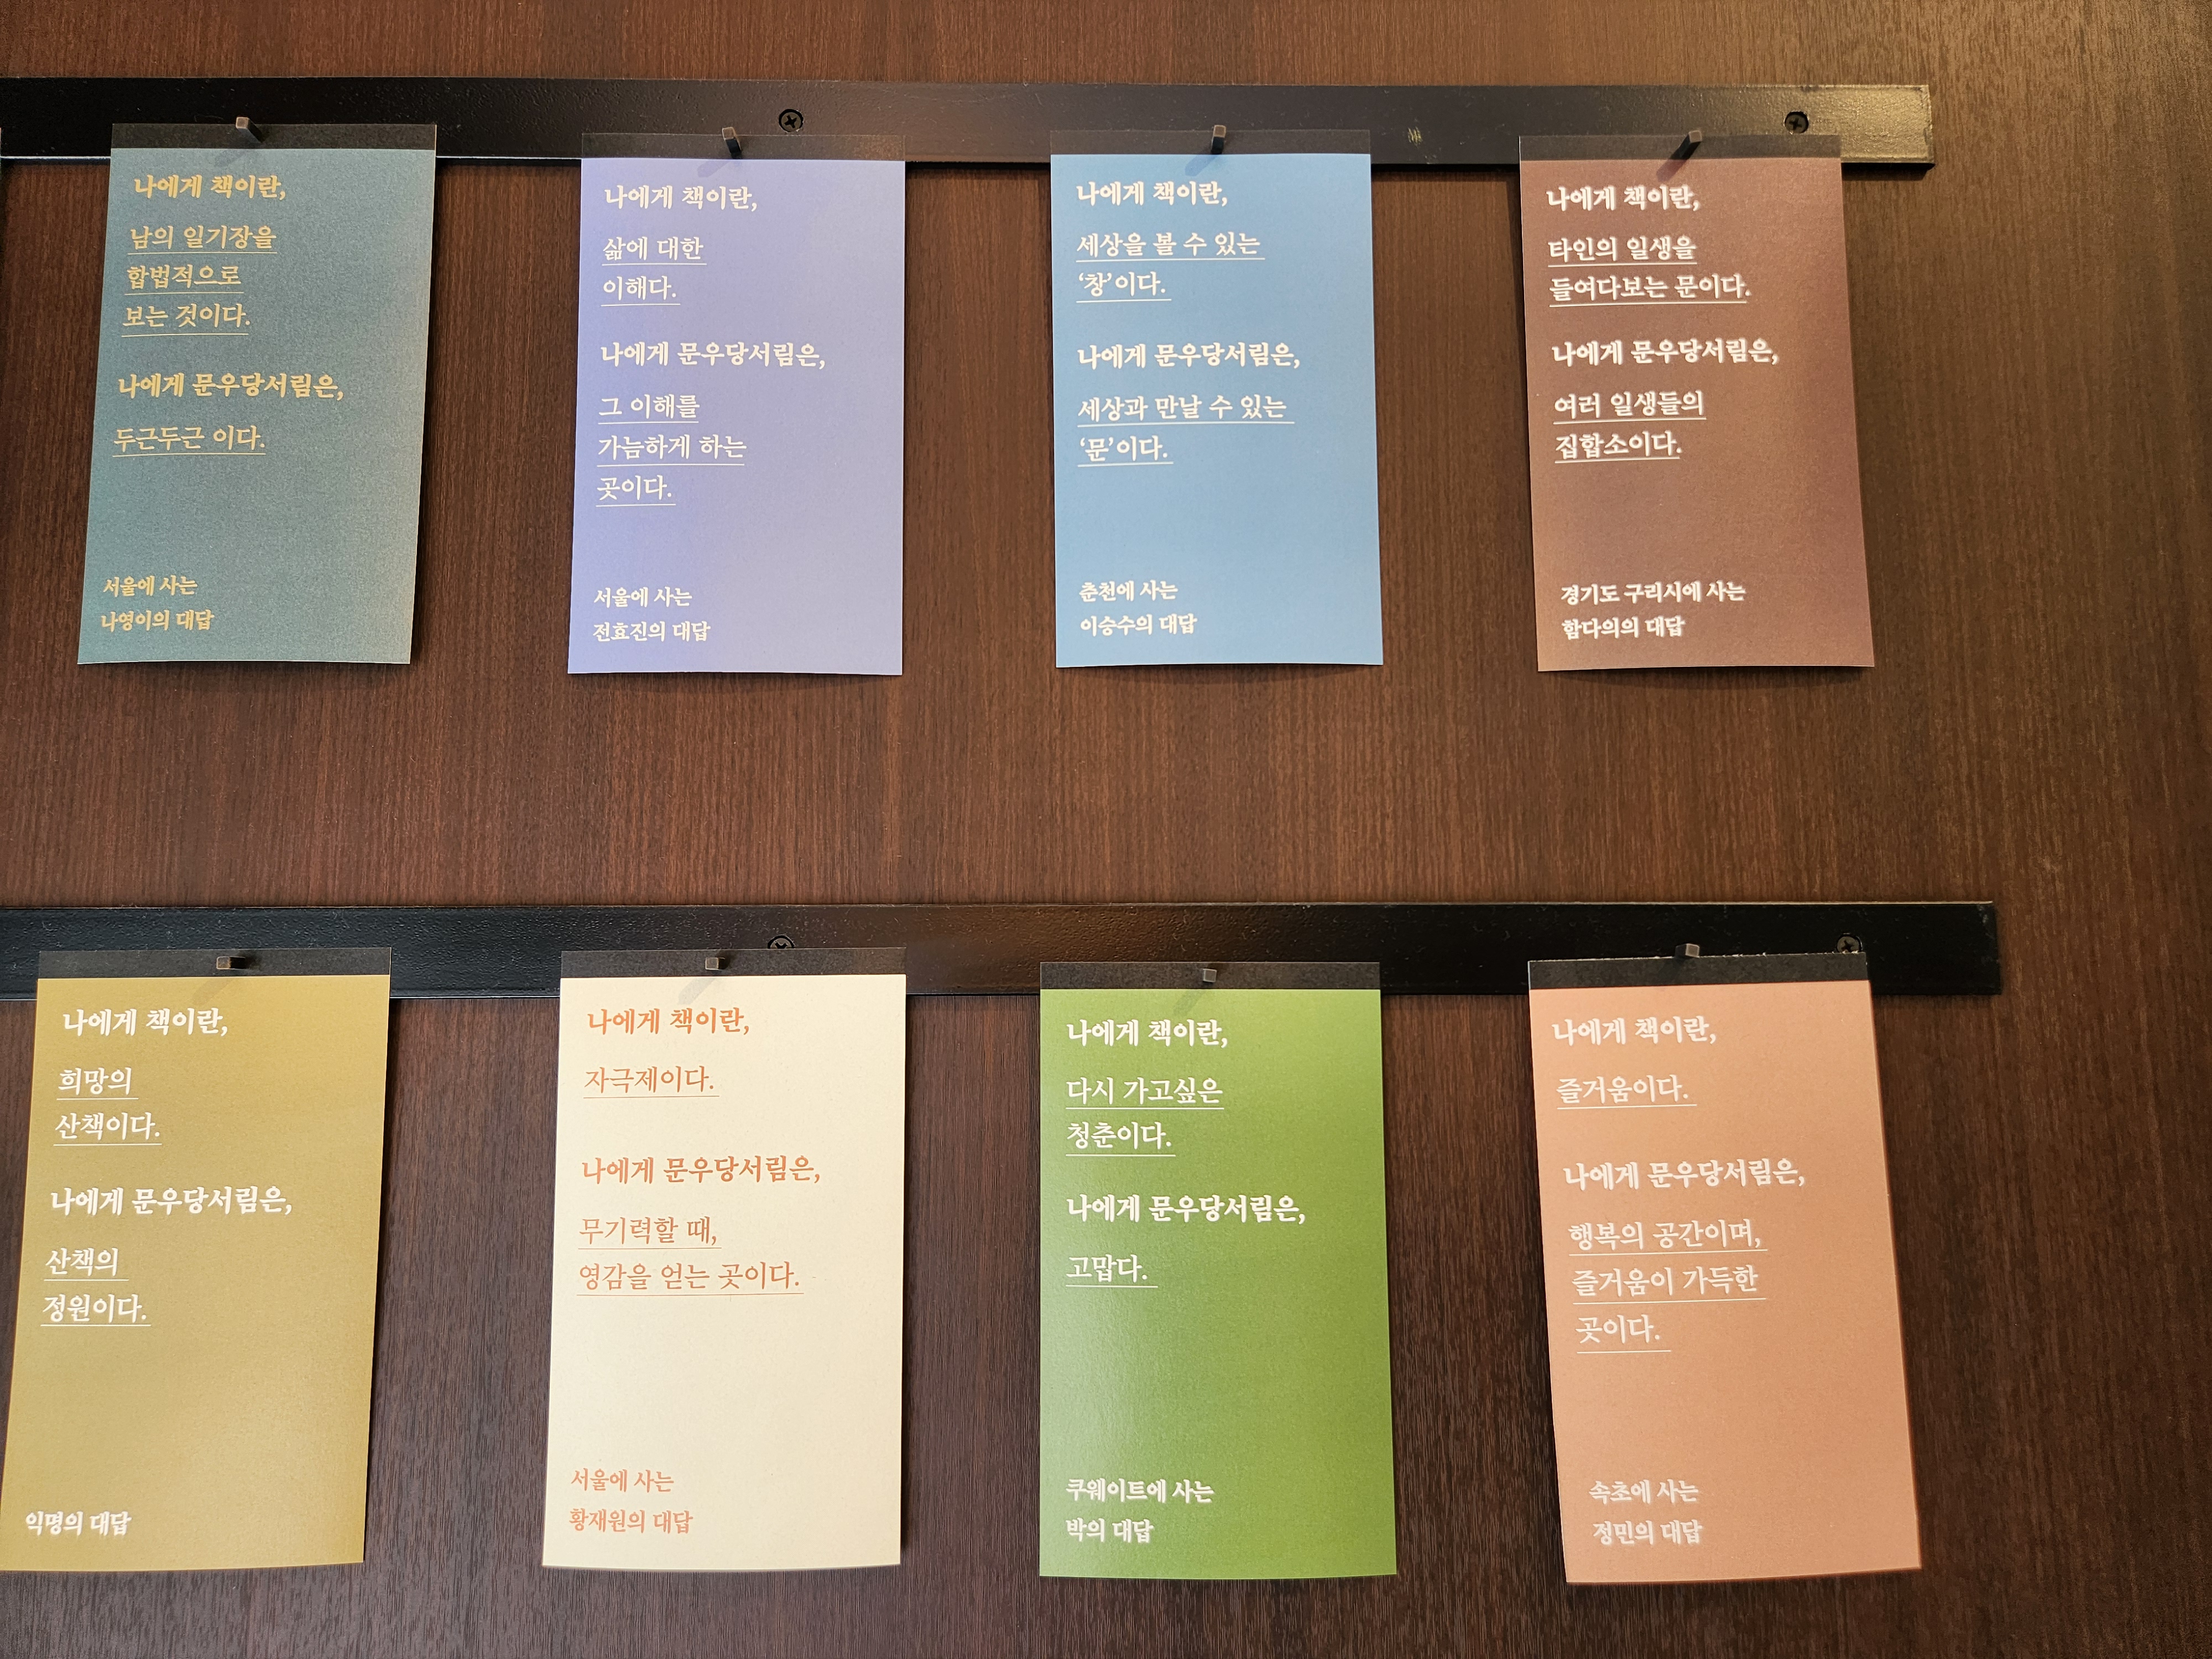 나에게 책이란,
남의 일기장을
합법적으로
보는 것이다.
나에게 문우당서림은,
두근두근 이다.
서울에 사는
나영이의 대답
나에게 책이란,
삶에 대한
이해다.
나에게 문우당서림은,
그 이해를
가늠하게 하는
곳이다.
서울에 사는
전효진의 대답
나에게 책이란,
세상을 볼 수 있는
‘창’이다.
나에게 문우당서림은,
세상과 만날 수 있는
‘문’이다.
춘천에 사는
이승수의 대답
나에게 책이란,
타인의 일생을
들여다보는 문이다.
나에게 문우당서림은,
여러 일생들의
집합소이다.
경기도 구리시에 사는
함다의의 대답
나에게 책이란,
희망의
산책이다.
나에게 문우당서림은,
산책의
정원이다.
익명의 대답
나에게 책이란,
자극제이다.
나에게 문우당서림은,
무기력할 때,
영감을 얻는 곳이다.
서울에 사는
황재원의 대답
나에게 책이란,
다시 가고싶은
청춘이다.
나에게 문우당서림은,
고맙다.
쿠웨이트에 사는
박의 대답
나에게 책이란,
즐거움이다.
나에게 문우당서림은,
행복의 공간이며,
즐거움이 가득한
곳이다.
속초에 사는
정민의 대답